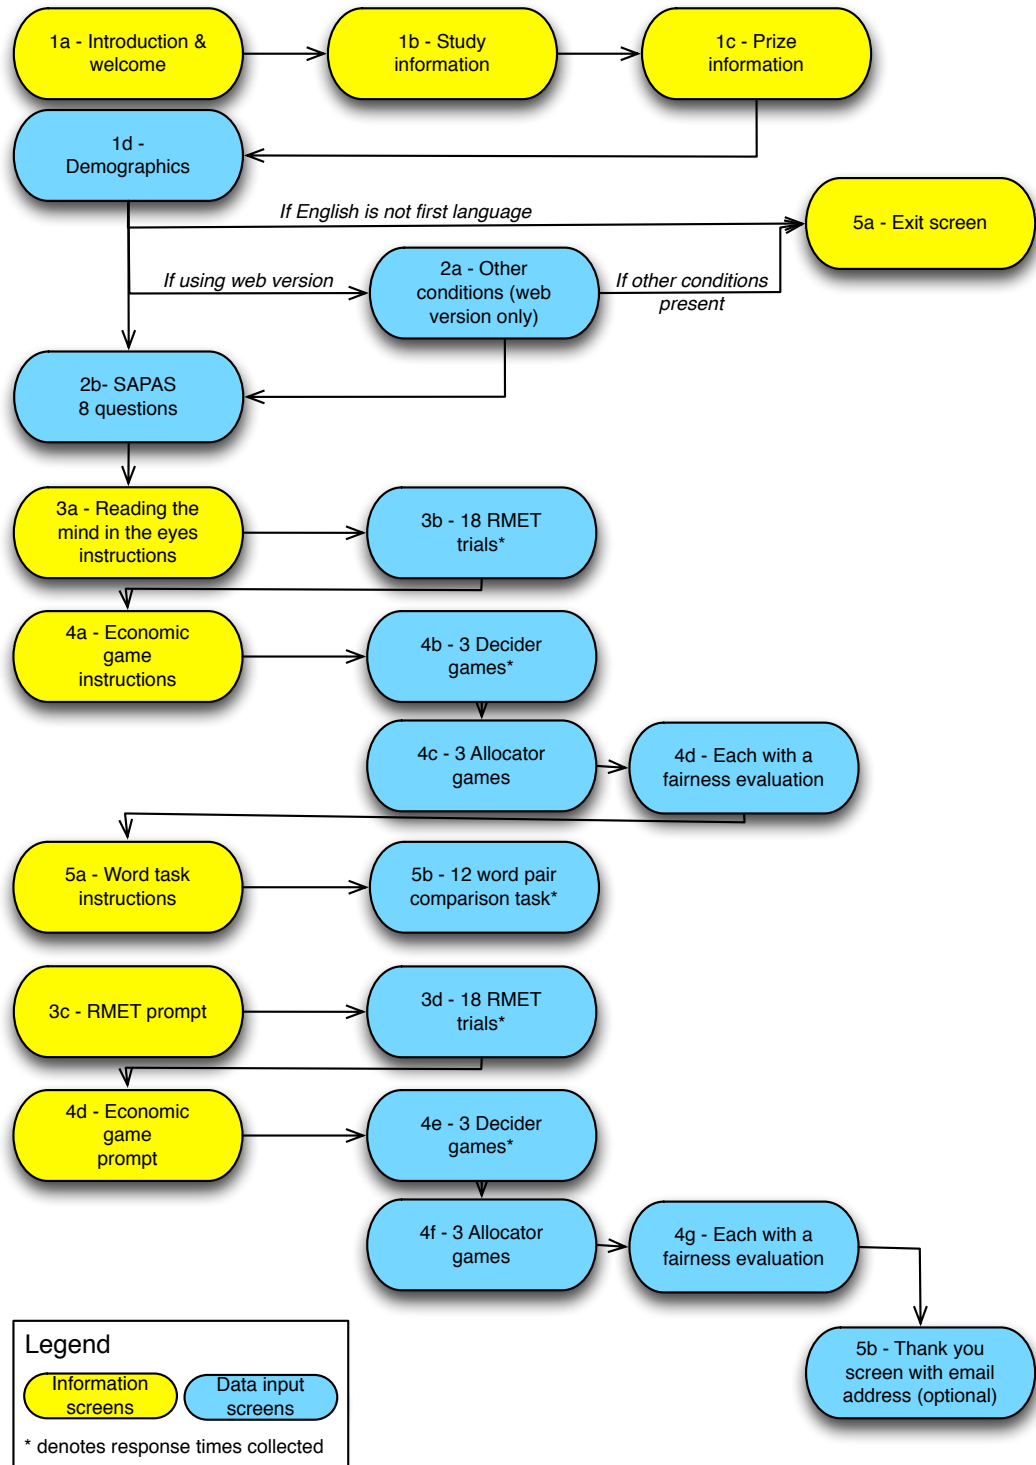 1a - Introduction &
welcome
1b - Study
information
1c - Prize
information
1d -
Demographics
If English is not first language
5a - Exit screen
If using web version
2a - Other
conditions (web
version only)
If other conditions
present
2b- SAPAS
8 questions
3a - Reading the
mind in the eyes
instructions
3b - 18 RMET
trials*
4a - Economic
game
instructions
4b - 3 Decider
games*
4c - 3 Allocator
games
4d - Each with a
fairness evaluation
5a - Word task
instructions
5b - 12 word pair
comparison task*
3c - RMET prompt
3d - 18 RMET
trials*
4d - Economic
game
prompt
4e - 3 Decider
games*
4f - 3 Allocator
games
4g - Each with a
fairness evaluation
5b - Thank you
screen with email
address (optional)
Legend
Information
screens
Data input
screens
* denotes response times collected